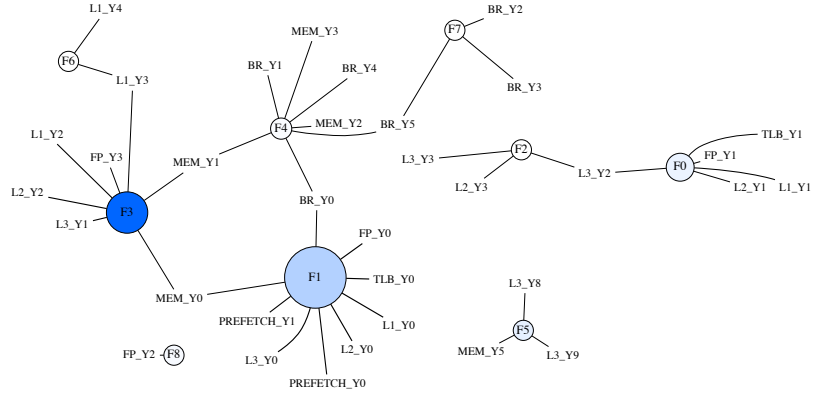 L1_Y4
BR_Y2
F7
MEM_Y3
F6
BR_Y1
BR_Y4
L1_Y3
BR_Y3
F4
MEM_Y2
BR_Y5
L1_Y2
TLB_Y1
FP_Y3
MEM_Y1
L3_Y3
F2
FP_Y1
F0
L3_Y2
L2_Y3
L2_Y1
L1_Y1
L2_Y2
F3
L3_Y1
BR_Y0
FP_Y0
F1
TLB_Y0
L3_Y8
MEM_Y0
PREFETCH_Y1
L1_Y0
F5
L2_Y0
MEM_Y5
L3_Y9
FP_Y2
F8
L3_Y0
PREFETCH_Y0